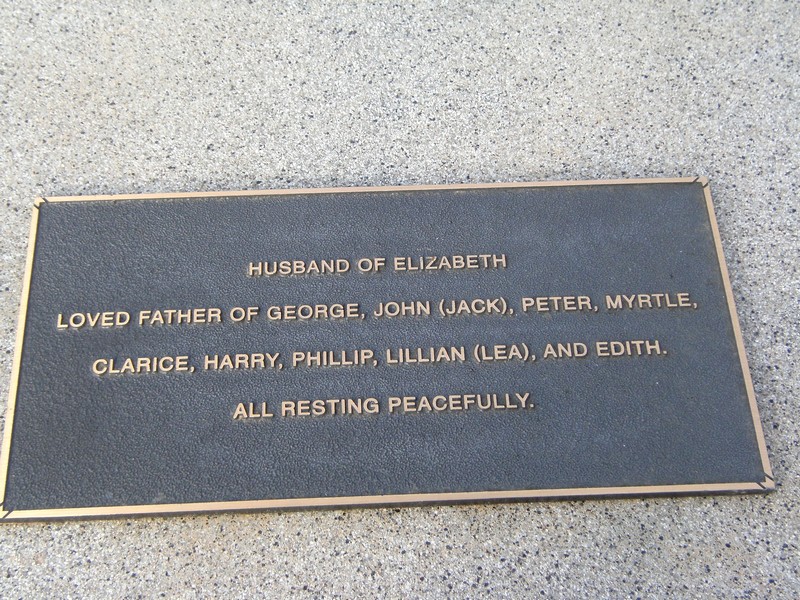 HUSBAND OF ELIZABETH
LOVED FATHER OF GEORGE, JOHN (JACK), PETER, MYRTLE,
CLARICE, HARRY, PHILLIP, LILLIAN (LEA), AND EDITH.
ALL RESTING PEACEFULLY.